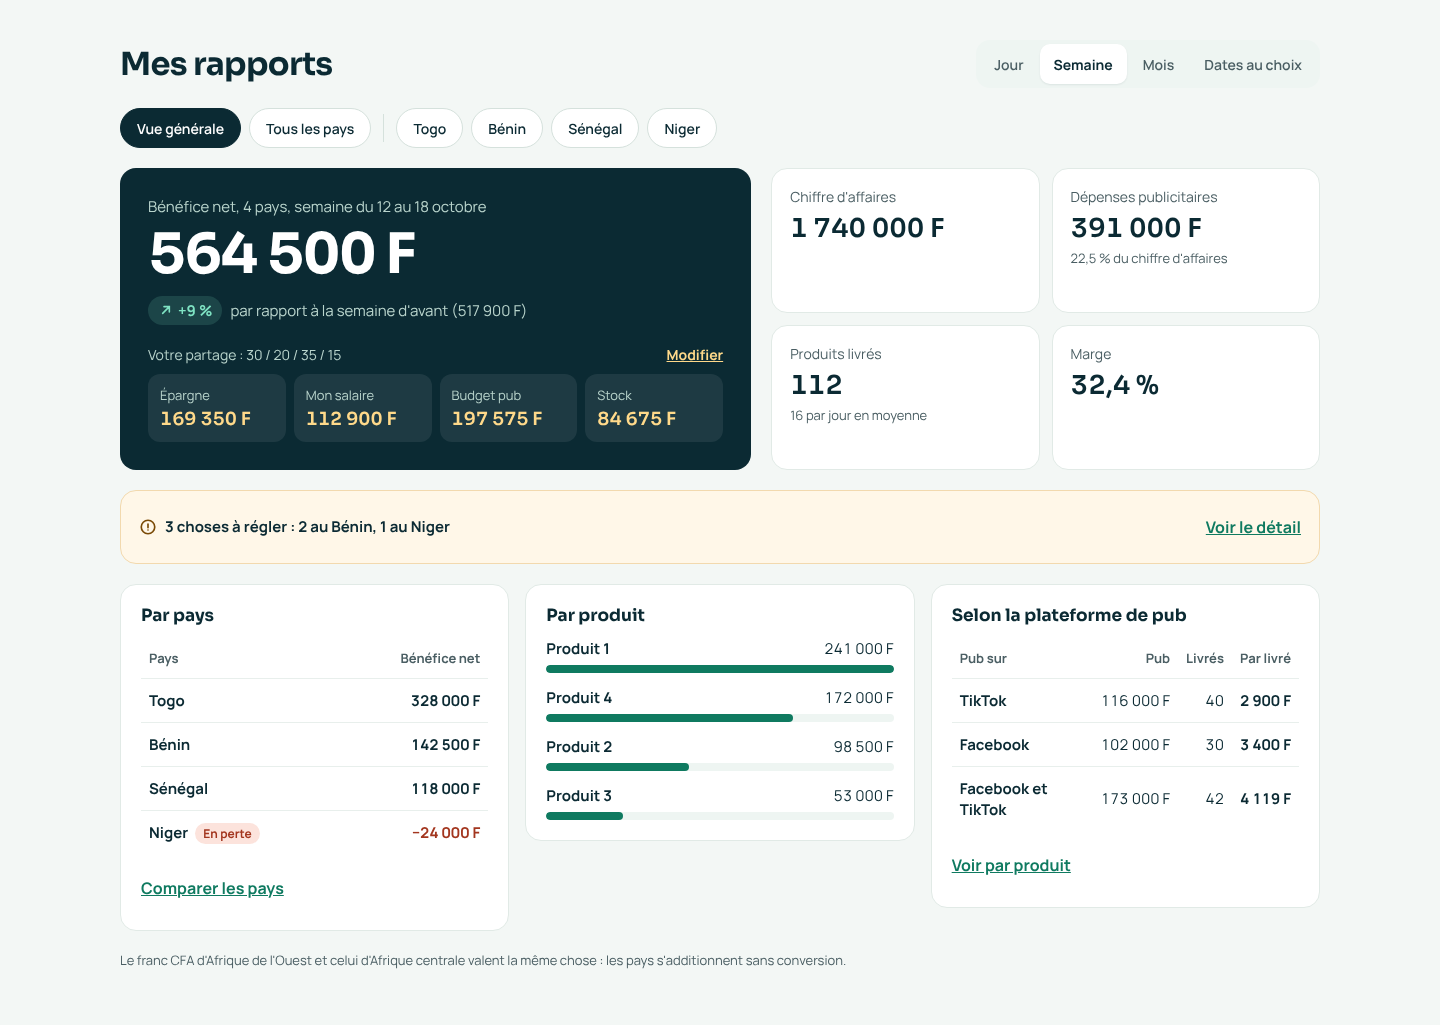 Mes rapports
Jour Semaine Mois Dates au choix
Vue générale Tous les pays Togo Bénin Sénégal Niger
Bénéfice net, 4 pays, semaine du 12 au 18 octobre
564 500 F
↗ +9 % par rapport à la semaine d'avant (517 900 F)
Votre partage : 30 / 20 / 35 / 15 Modifier
Épargne
169 350 F
Mon salaire
112 900 F
Budget pub
197 575 F
Stock
84 675 F
Chiffre d'affaires
1 740 000 F
Dépenses publicitaires
391 000 F
22,5 % du chiffre d'affaires
Produits livrés
112
16 par jour en moyenne
Marge
32,4 %
3 choses à régler : 2 au Bénin, 1 au Niger Voir le détail
Par pays
Pays Bénéfice net
Togo 328 000 F
Bénin 142 500 F
Sénégal 118 000 F
Niger En perte −24 000 F
Comparer les pays
Par produit
Produit 1 241 000 F
Produit 4 172 000 F
Produit 2 98 500 F
Produit 3 53 000 F
Selon la plateforme de pub
Pub sur Pub Livrés Par livré
TikTok 116 000 F 40 2 900 F
Facebook 102 000 F 30 3 400 F
Facebook et
TikTok 173 000 F 42 4 119 F
Voir par produit
Le franc CFA d'Afrique de l'Ouest et celui d'Afrique centrale valent la même chose : les pays s'additionnent sans conversion.